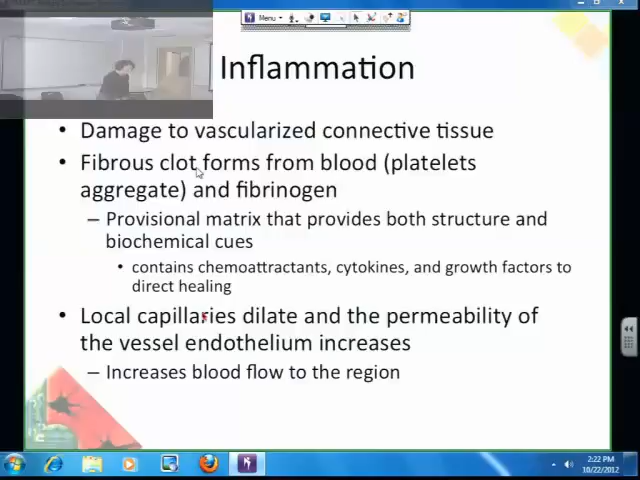 Menu
Inflammation
• Damage to vascularized connective tissue
• Fibrous clot forms from blood (platelets
aggregate) and fibrinogen
– Provisional matrix that provides both structure and
biochemical cues
• contains chemoattractants, cytokines, and growth factors to
direct healing
• Local capillaries dilate and the permeability of
the vessel endothelium increases
– Increases blood flow to the region
2:22 PM
10/22/2012